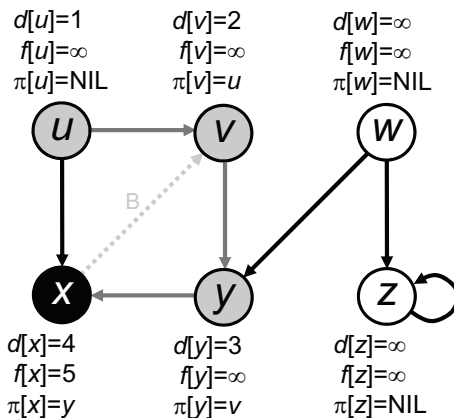 d[u]=1 d[v]=2 d[w]=∞
f[u]=∞ f[v]=∞ f[w]=∞
π[u]=NIL π[v]=u π[w]=NIL
u v w
B
x y z
d[x]=4 d[y]=3 d[z]=∞
f[x]=5 f[y]=∞ f[z]=∞
π[x]=y π[y]=v π[z]=NIL